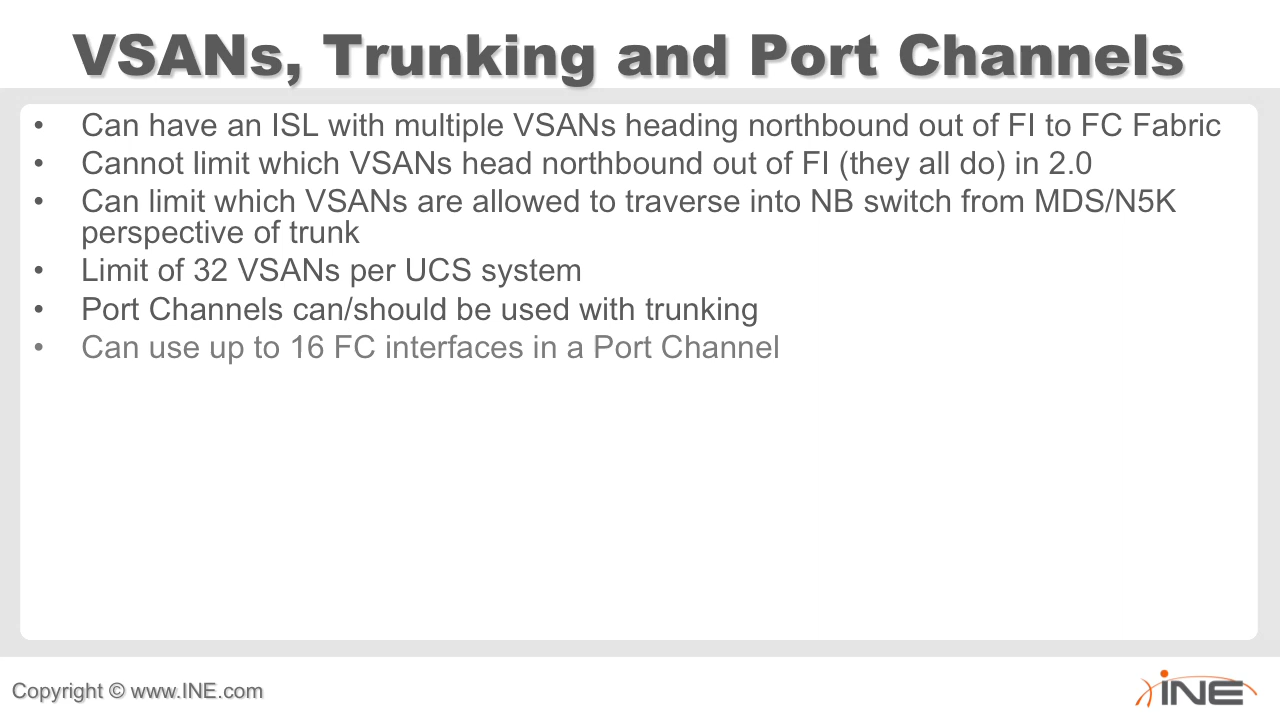 VSANs, Trunking and Port Channels
• Can have an ISL with multiple VSANs heading northbound out of FI to FC Fabric
• Cannot limit which VSANs head northbound out of FI (they all do) in 2.0
• Can limit which VSANs are allowed to traverse into NB switch from MDS/N5K
perspective of trunk
• Limit of 32 VSANs per UCS system
• Port Channels can/should be used with trunking
• Can use up to 16 FC interfaces in a Port Channel
Copyright © www.INE.com
INE